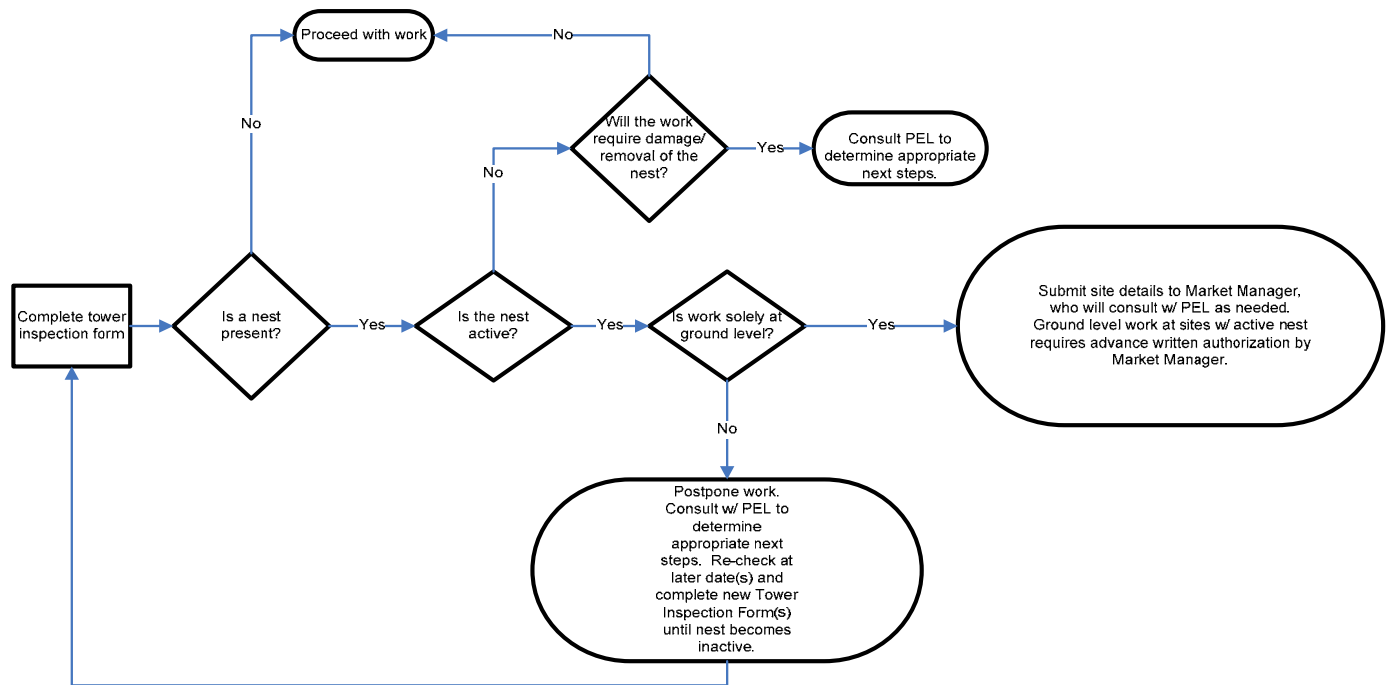 Proceed with work
No
No
Will the work
require damage/
removal of the
nest?
Yes
Consult PEL to
determine appropriate
next steps.
No
Complete tower
inspection form
Is a nest
present?
Yes
Is the nest
active?
Yes
Is work solely at
ground level?
Yes
Submit site details to Market Manager,
who will consult w/ PEL as needed.
Ground level work at sites w/ active nest
requires advance written authorization by
Market Manager.
No
Postpone work.
Consult w/ PEL to
determine
appropriate next
steps.  Re-check at
later date(s) and
complete new Tower
Inspection Form(s)
until nest becomes
inactive.